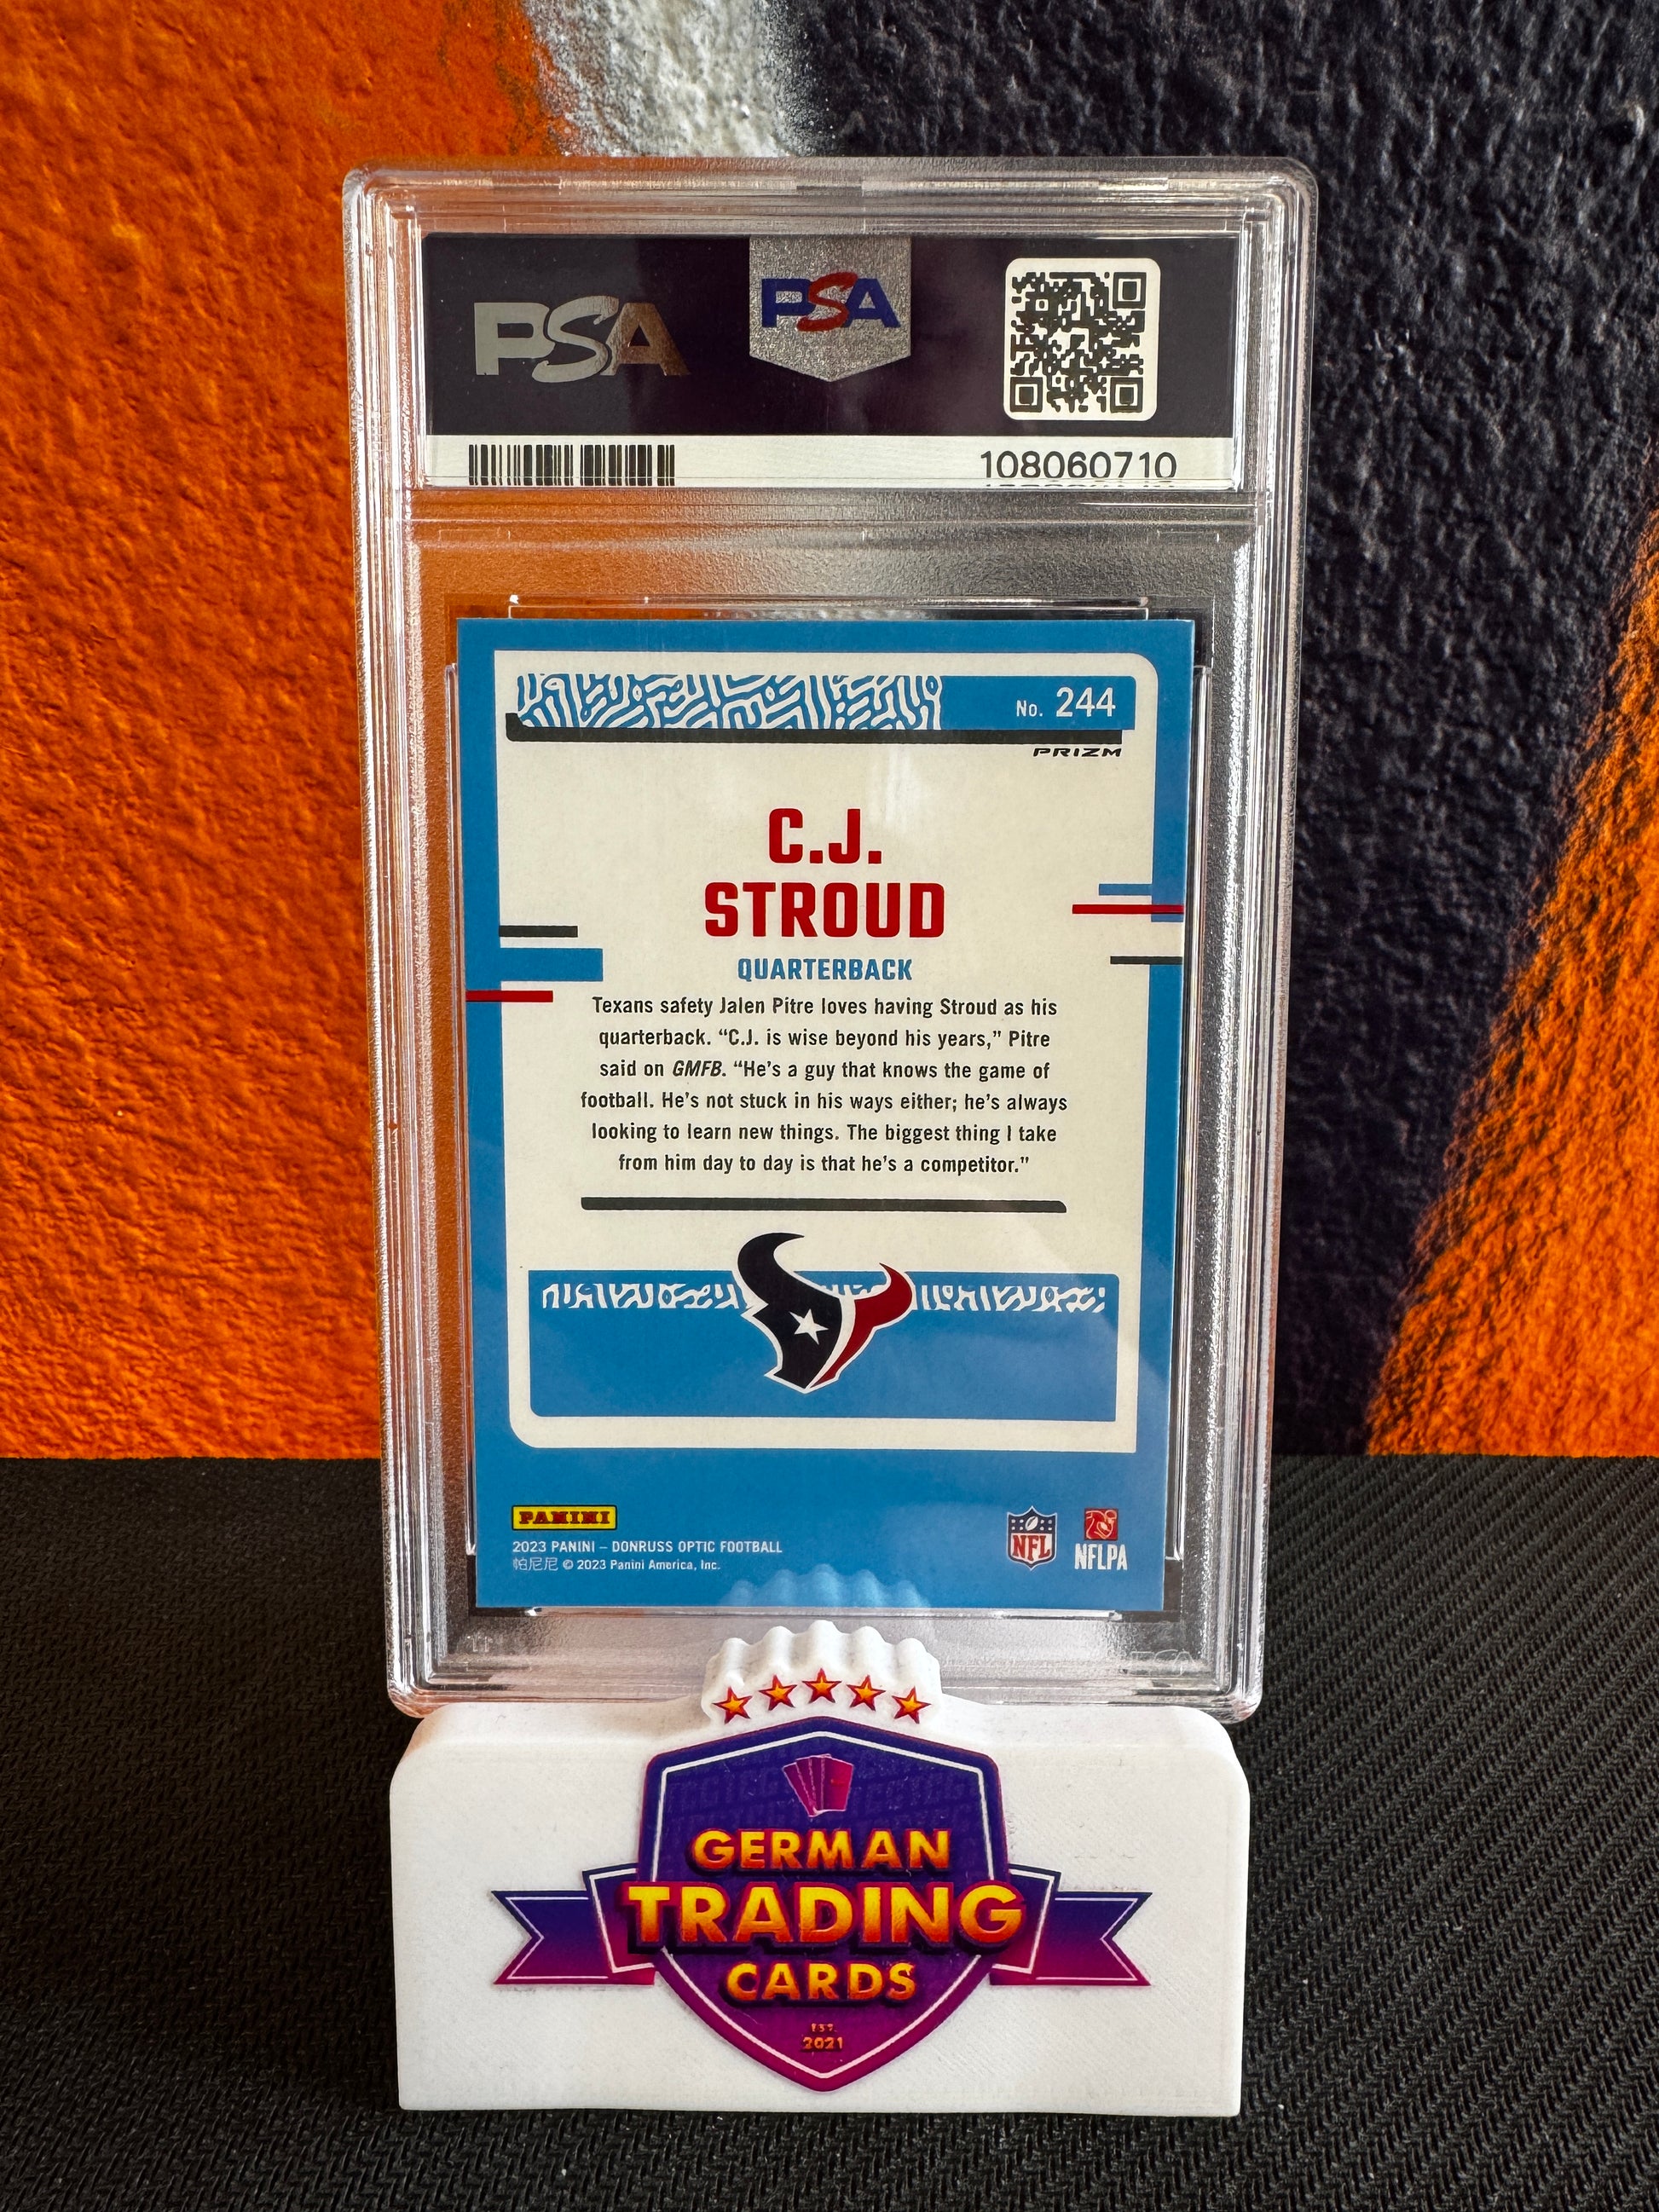 PSA
PSA
108060710
No. 244
PRIZM
C.J.
STROUD
QUARTERBACK
Texans safety Jalen Pitre loves having Stroud as his
quarterback. “C.J. is wise beyond his years,” Pitre
said on GMFB. “He’s a guy that knows the game of
football. He’s not stuck in his ways either; he’s always
looking to learn new things. The biggest thing I take
from him day to day is that he’s a competitor.”
PANINI
2023 PANINI – DONRUSS OPTIC FOOTBALL
帕尼尼 © 2023 Panini America, Inc.
NFL
NFLPA
GERMAN
TRADING
CARDS
EST.
2021